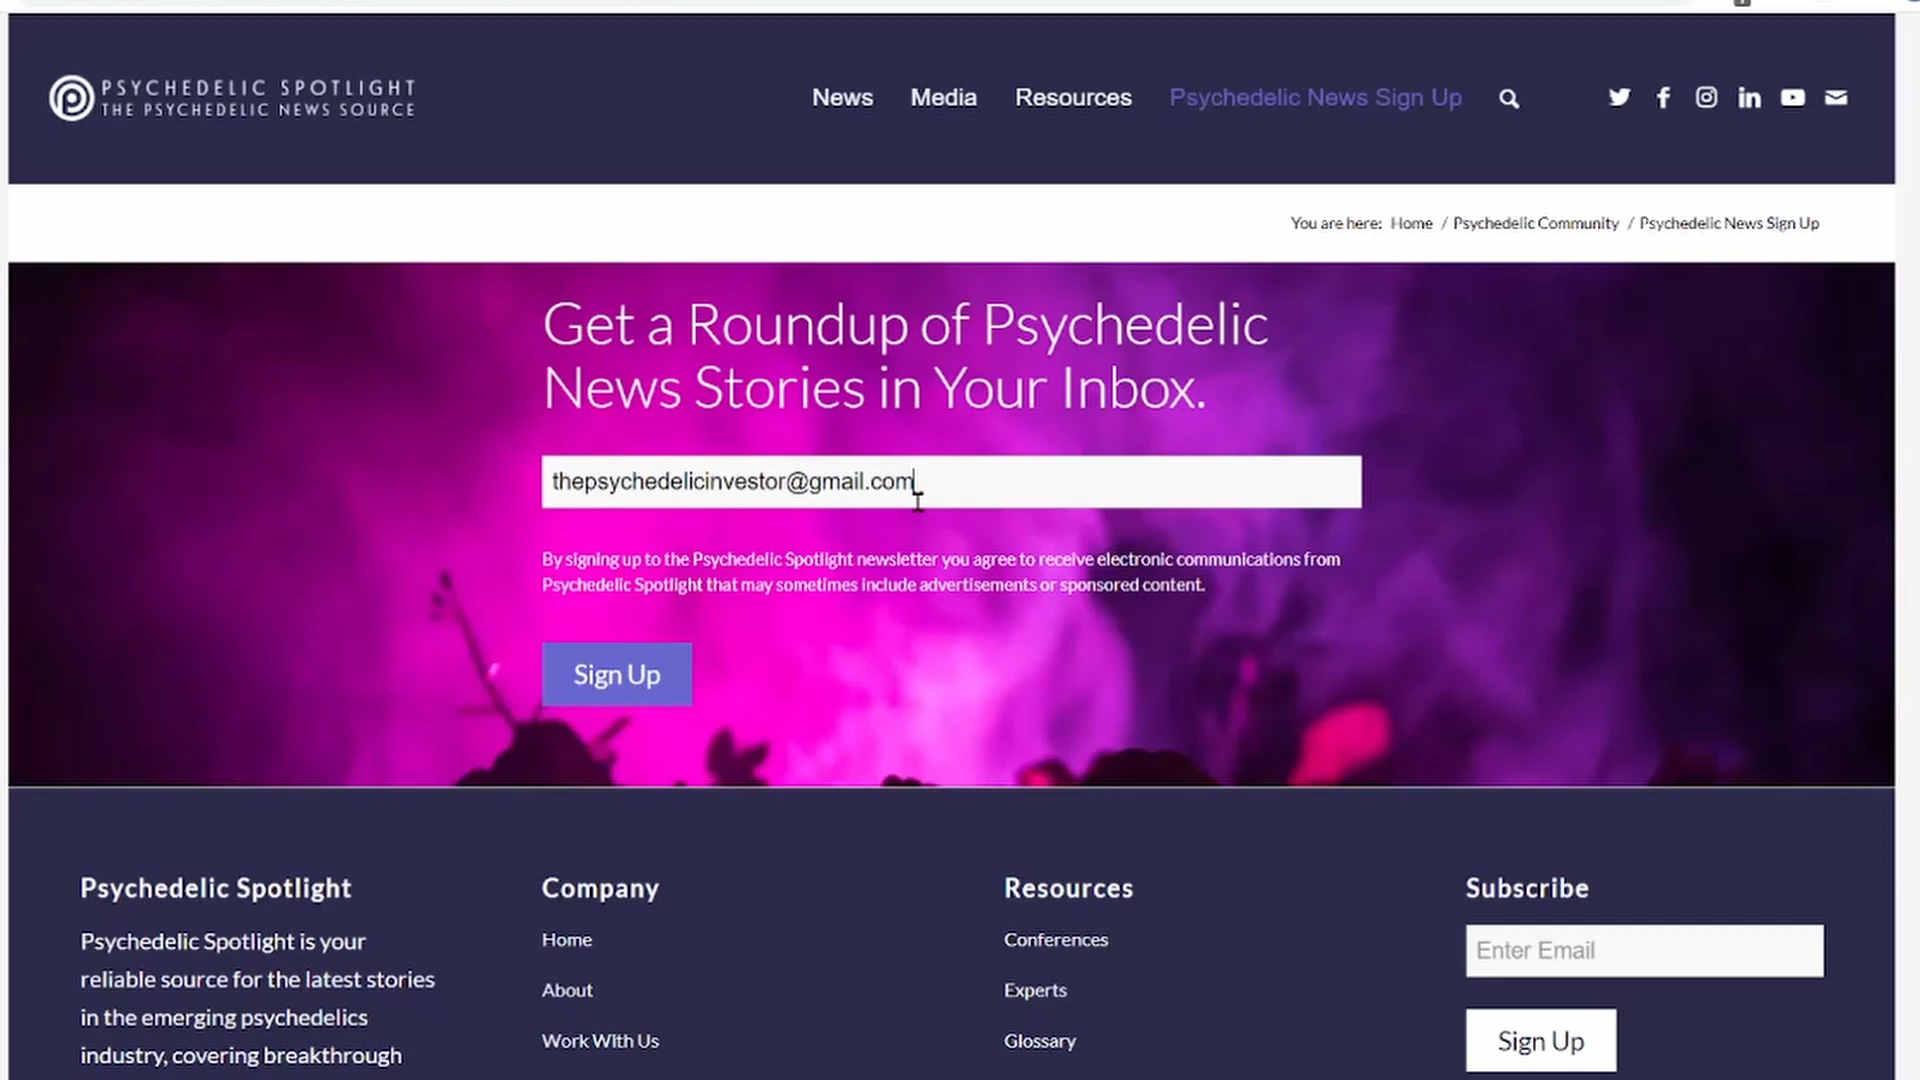 PSYCHEDELIC SPOTLIGHT
THE PSYCHEDELIC NEWS SOURCE
News
Media
Resources
Psychedelic News Sign Up
You are here: Home / Psychedelic Community / Psychedelic News Sign Up
Get a Roundup of Psychedelic
News Stories in Your Inbox.
thepsychedelicinvestor@gmail.com
By signing up to the Psychedelic Spotlight newsletter you agree to receive electronic communications from
Psychedelic Spotlight that may sometimes include advertisements or sponsored content.
Sign Up
Psychedelic Spotlight
Psychedelic Spotlight is your
reliable source for the latest stories
in the emerging psychedelics
industry, covering breakthrough
Company
Home
About
Work With Us
Resources
Conferences
Experts
Glossary
Subscribe
Enter Email
Sign Up